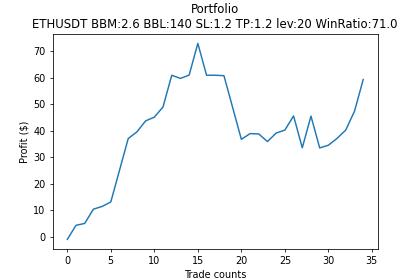 Portfolio
ETHUSDT BBM:2.6 BBL:140 SL:1.2 TP:1.2 lev:20 WinRatio:71.0
Profit ($)
70
60
50
40
30
20
10
0
0 5 10 15 20 25 30 35
Trade counts